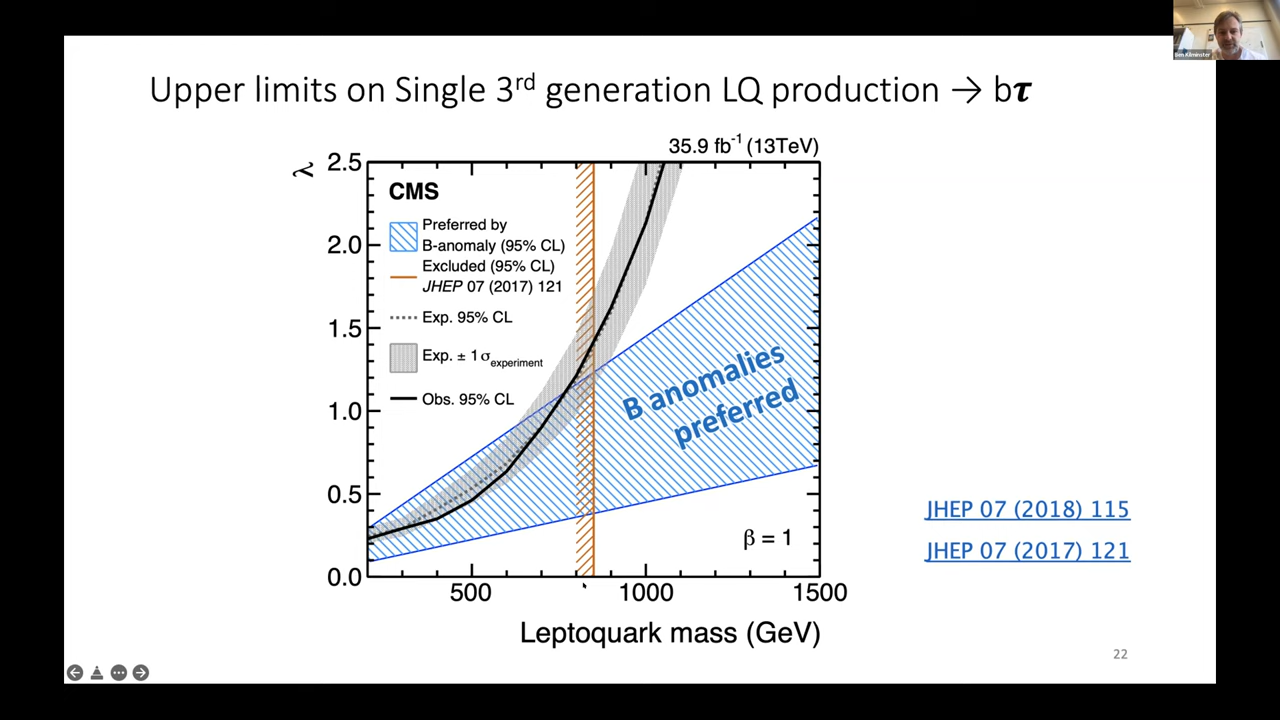 Ben Kilminster
Upper limits on Single 3rd generation LQ production → bτ
35.9 fb-1 (13TeV)
λ
2.5
2.0
1.5
1.0
0.5
0.0
CMS
Preferred by
B-anomaly (95% CL)
Excluded (95% CL)
JHEP 07 (2017) 121
Exp. 95% CL
Exp. ± 1 σexperiment
Obs. 95% CL
B anomalies
preferred
β = 1
500 1000 1500
Leptoquark mass (GeV)
JHEP 07 (2018) 115
JHEP 07 (2017) 121
22